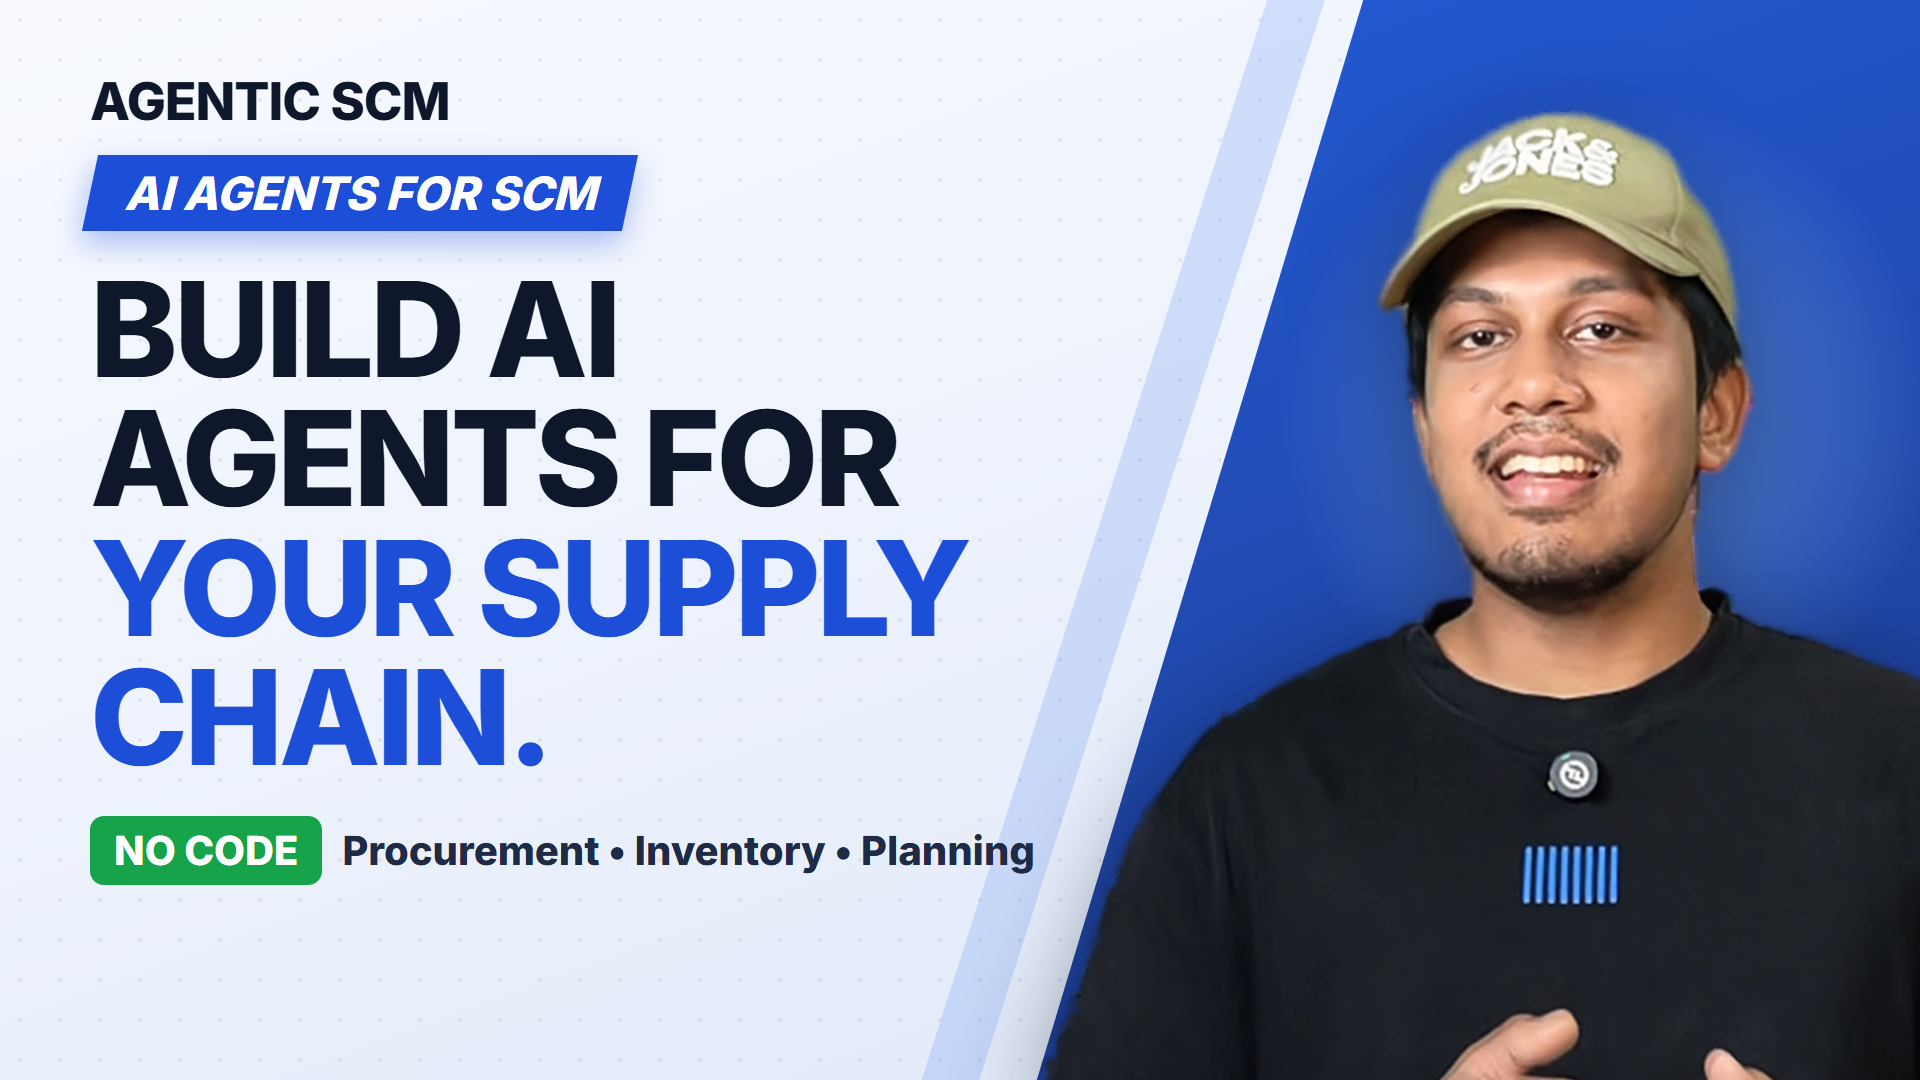 AGENTIC SCM
AI AGENTS FOR SCM
BUILD AI
AGENTS FOR
YOUR SUPPLY
CHAIN.
NO CODE Procurement • Inventory • Planning
JACK&
JONES